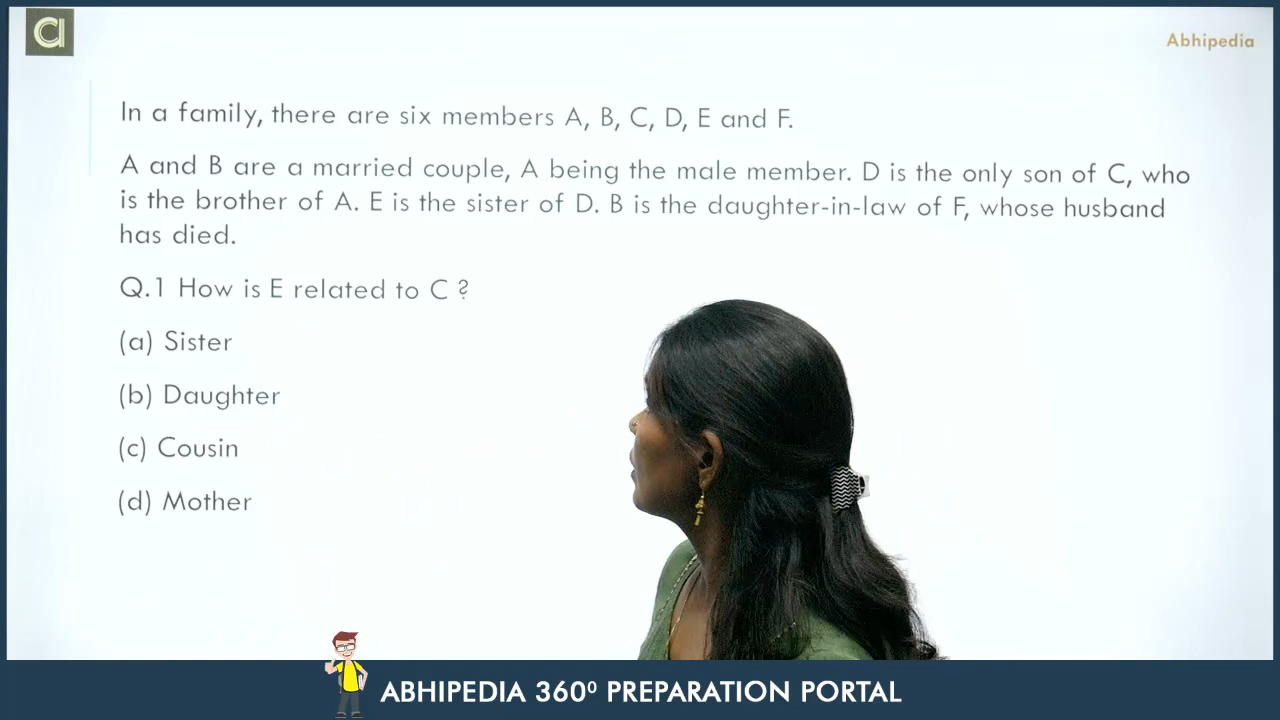 a
Abhipedia
In a family, there are six members A, B, C, D, E and F.
A and B are a married couple, A being the male member. D is the only son of C, who
is the brother of A. E is the sister of D. B is the daughter-in-law of F, whose husband
has died.
Q.1 How is E related to C ?
(a) Sister
(b) Daughter
(c) Cousin
(d) Mother
ABHIPEDIA 360⁰ PREPARATION PORTAL